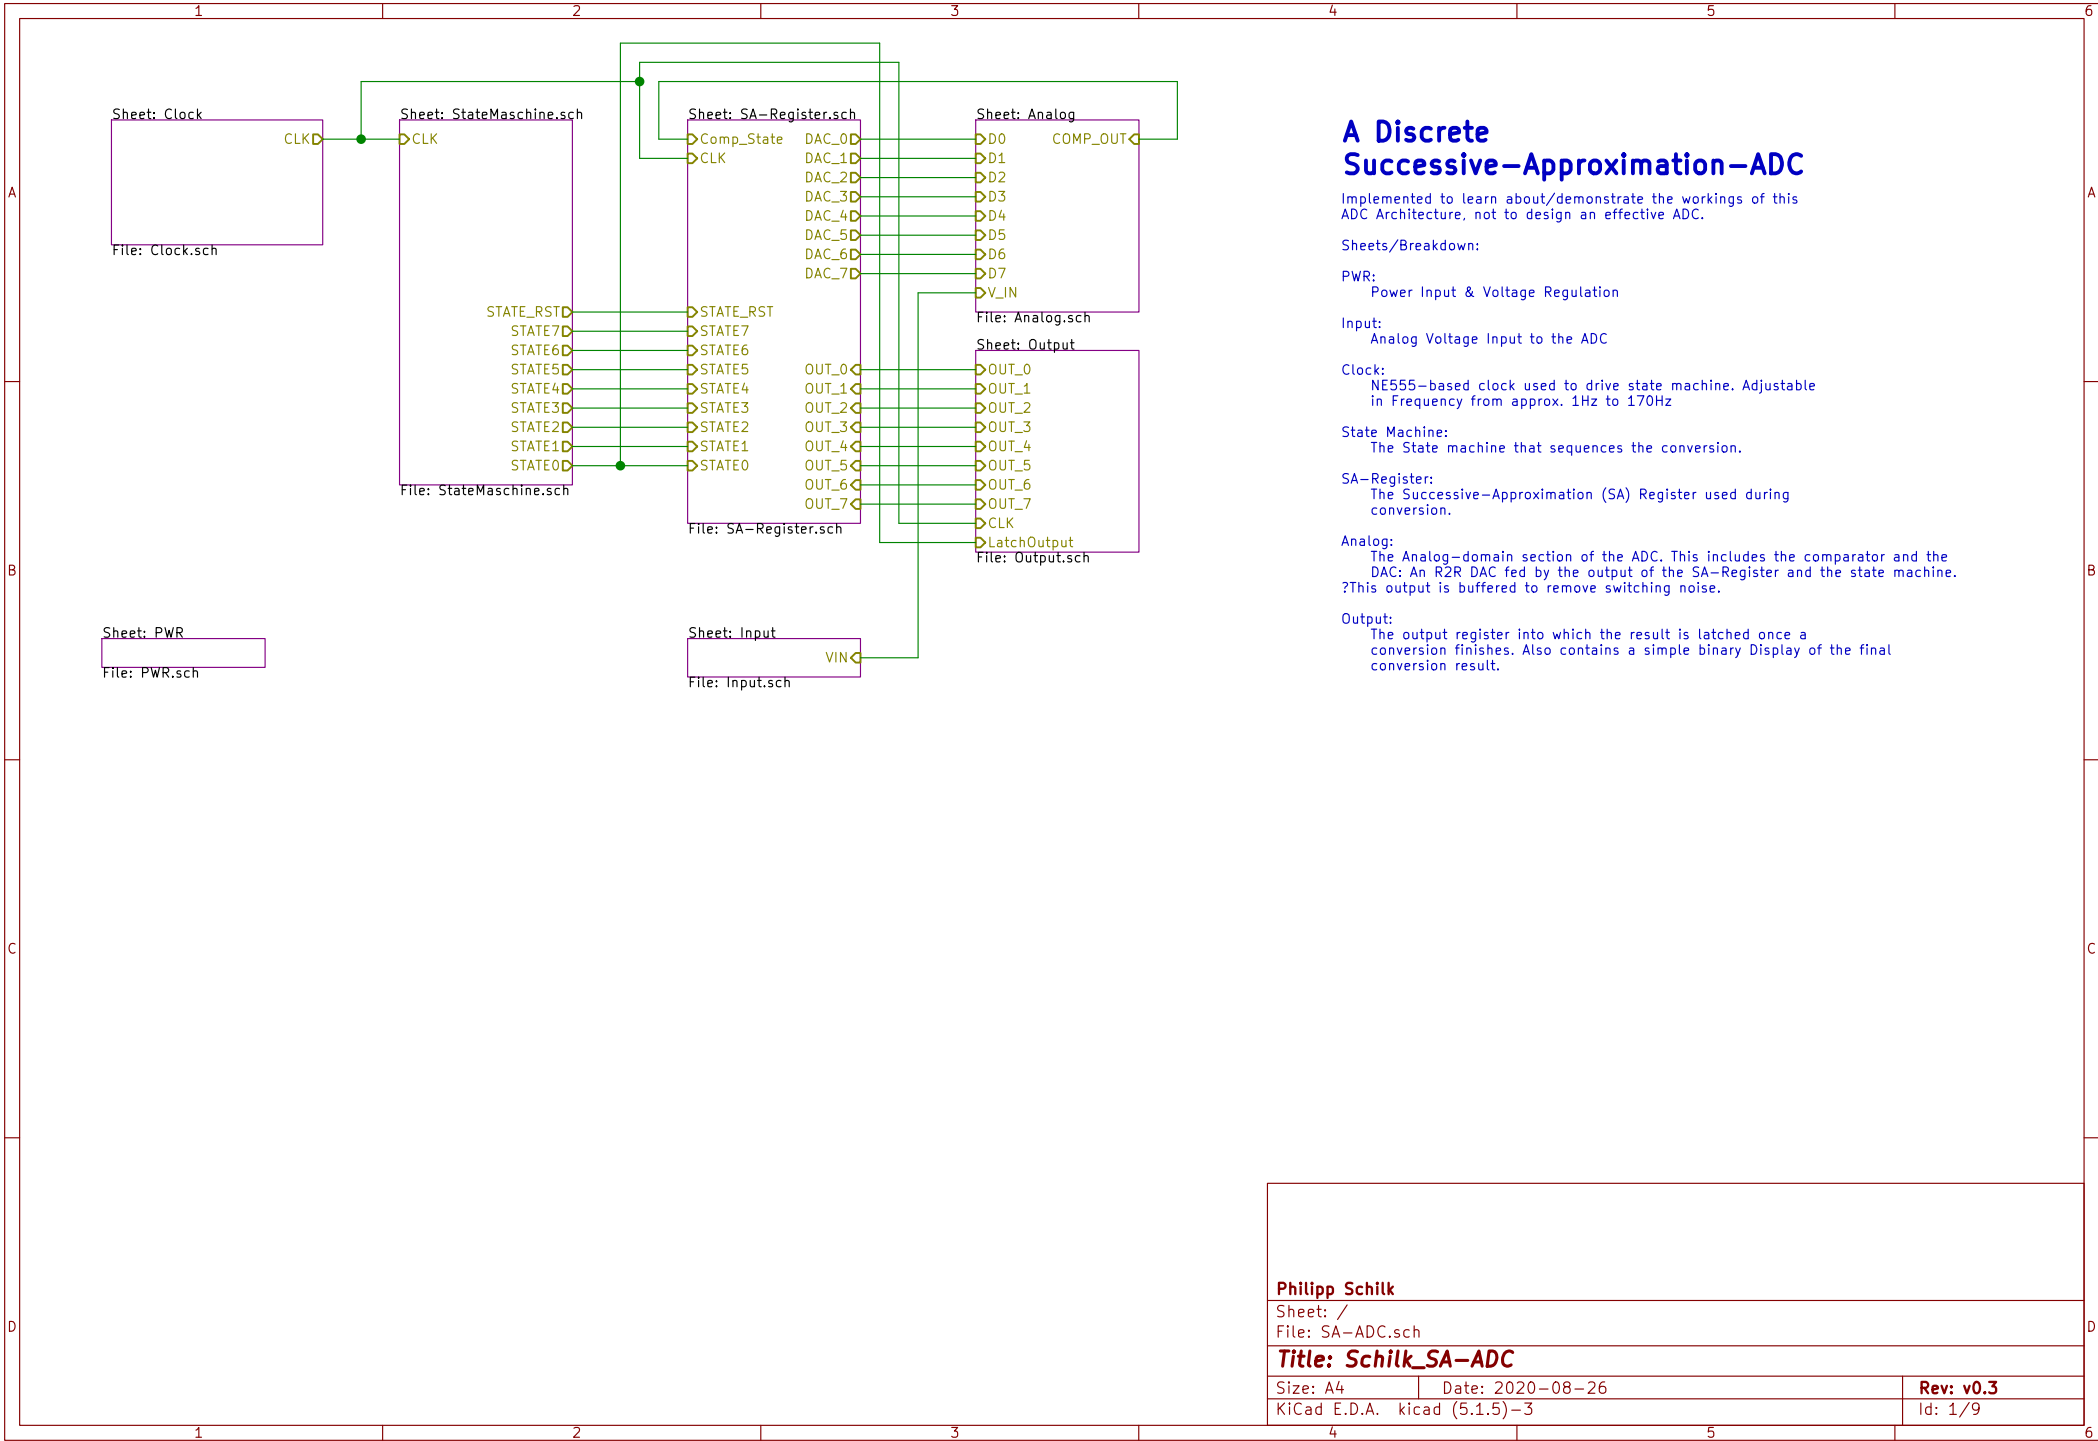 1 2 3 4 5 6
Sheet: Clock
CLK
File: Clock.sch
Sheet: StateMaschine.sch
CLK
STATE_RST
STATE7
STATE6
STATE5
STATE4
STATE3
STATE2
STATE1
STATE0
File: StateMaschine.sch
Sheet: SA-Register.sch
Comp_State DAC_0
CLK DAC_1
DAC_2
DAC_3
DAC_4
DAC_5
DAC_6
DAC_7
STATE_RST
STATE7
STATE6
STATE5 OUT_0
STATE4 OUT_1
STATE3 OUT_2
STATE2 OUT_3
STATE1 OUT_4
STATE0 OUT_5
OUT_6
OUT_7
File: SA-Register.sch
Sheet: Analog
D0 COMP_OUT
D1
D2
D3
D4
D5
D6
D7
V_IN
File: Analog.sch
Sheet: Output
OUT_0
OUT_1
OUT_2
OUT_3
OUT_4
OUT_5
OUT_6
OUT_7
CLK
LatchOutput
File: Output.sch
Sheet: PWR
File: PWR.sch
Sheet: Input
VIN
File: Input.sch
A Discrete
Successive-Approximation-ADC
Implemented to learn about/demonstrate the workings of this
ADC Architecture, not to design an effective ADC.
Sheets/Breakdown:
PWR:
Power Input & Voltage Regulation
Input:
Analog Voltage Input to the ADC
Clock:
NE555-based clock used to drive state machine. Adjustable
in Frequency from approx. 1Hz to 170Hz
State Machine:
The State machine that sequences the conversion.
SA-Register:
The Successive-Approximation (SA) Register used during
conversion.
Analog:
The Analog-domain section of the ADC. This includes the comparator and the
DAC: An R2R DAC fed by the output of the SA-Register and the state machine.
?This output is buffered to remove switching noise.
Output:
The output register into which the result is latched once a
conversion finishes. Also contains a simple binary Display of the final
conversion result.
A A
B B
C C
D D
Philipp Schilk
Sheet: /
File: SA-ADC.sch
Title: Schilk_SA-ADC
Size: A4 Date: 2020-08-26 Rev: v0.3
KiCad E.D.A. kicad (5.1.5)-3 Id: 1/9
1 2 3 4 5 6